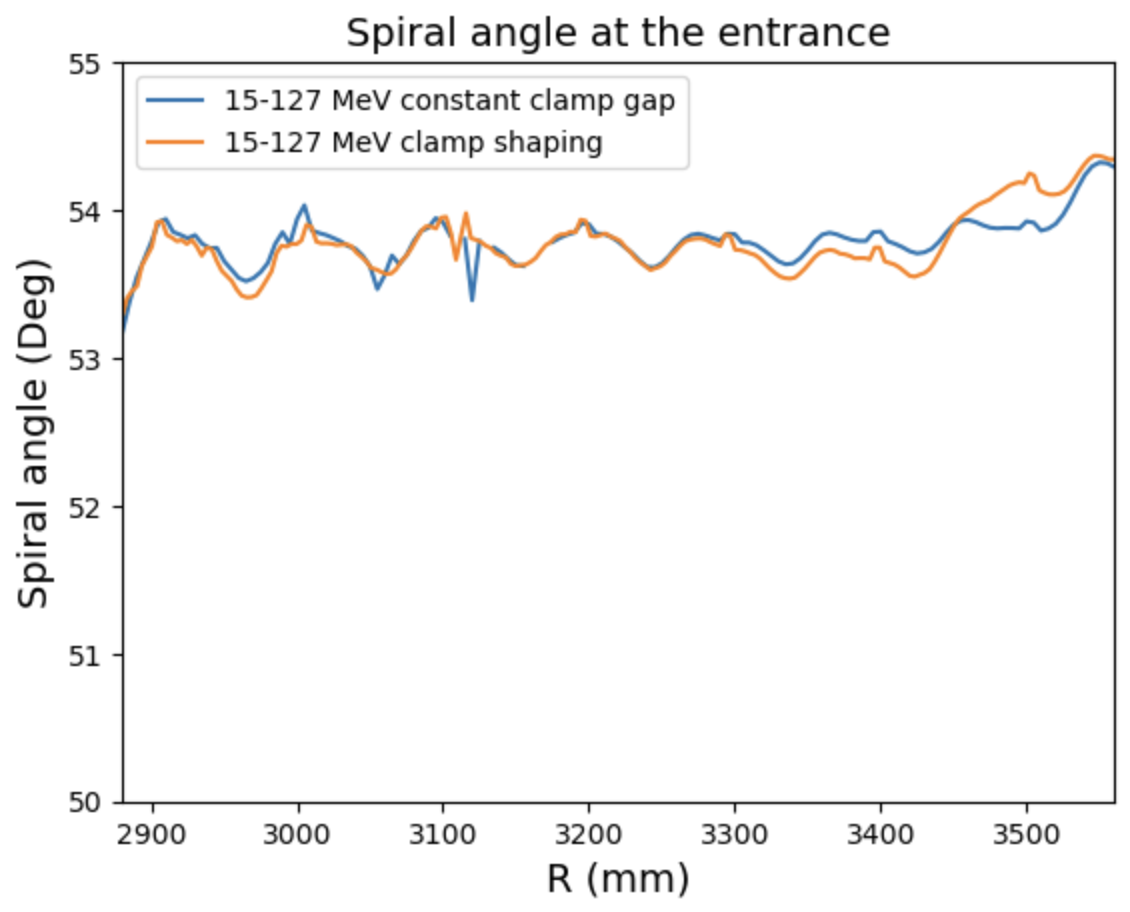 Spiral angle at the entrance
55
15-127 MeV constant clamp gap
15-127 MeV clamp shaping
54
53
52
51
50
Spiral angle (Deg)
2900 3000 3100 3200 3300 3400 3500
R (mm)